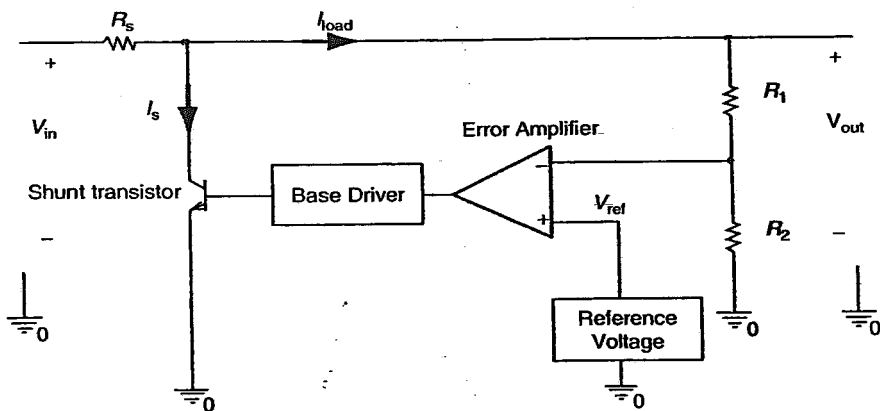 Rs
Iload
+
+
R1
Is
Error Amplifier
Vin
Vout
Shunt transistor
Base Driver
−
Vref
+
R2
−
−
Reference
Voltage
0
0
0
0
0